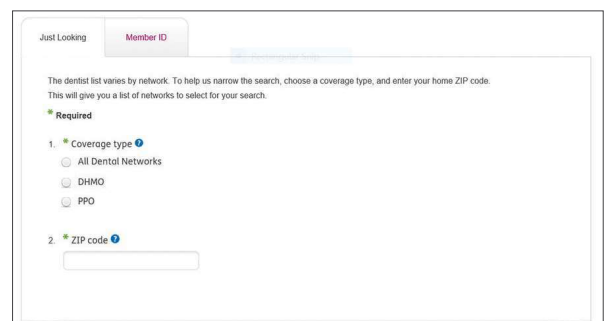 Just Looking
Member ID
The dentist list varies by network. To help us narrow the search, choose a coverage type, and enter your home ZIP code.
This will give you a list of networks to select for your search.
* Required
1. * Coverage type ?
All Dental Networks
DHMO
PPO
2. * ZIP code ?